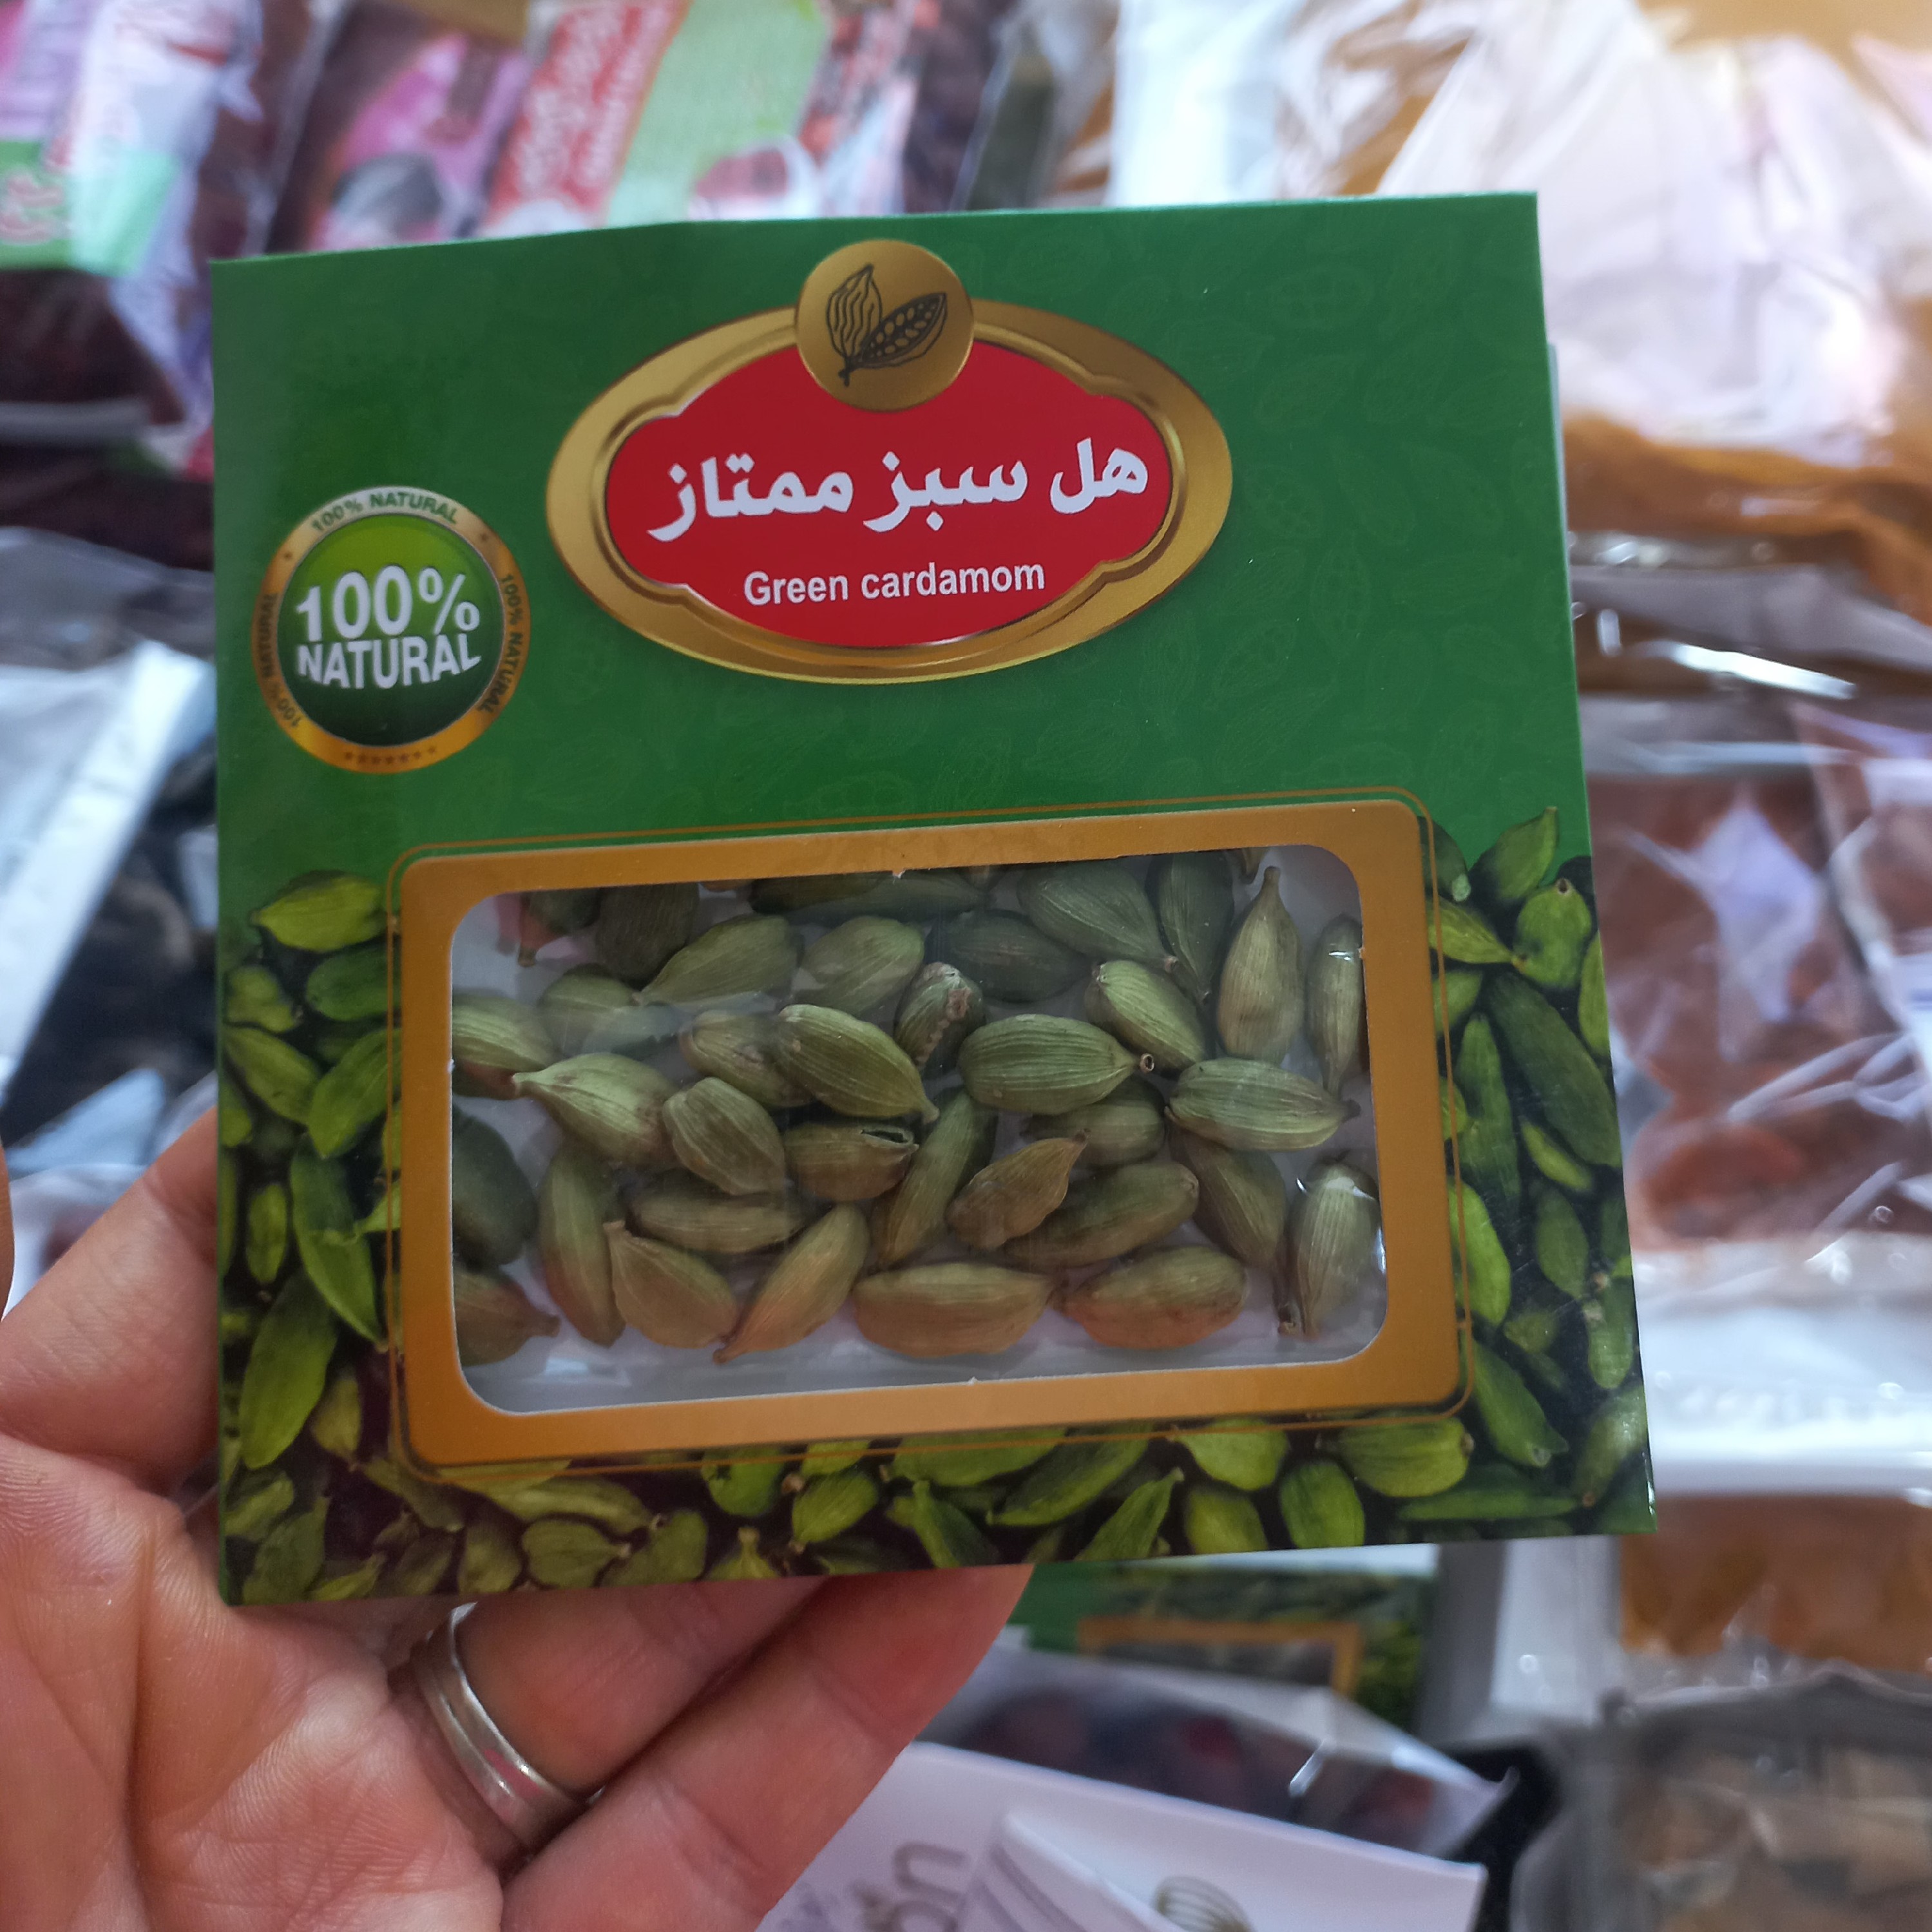 هل سبز ممتاز
Green cardamom
100% NATURAL
100%
NATURAL
100% NATURAL
100% NATURAL